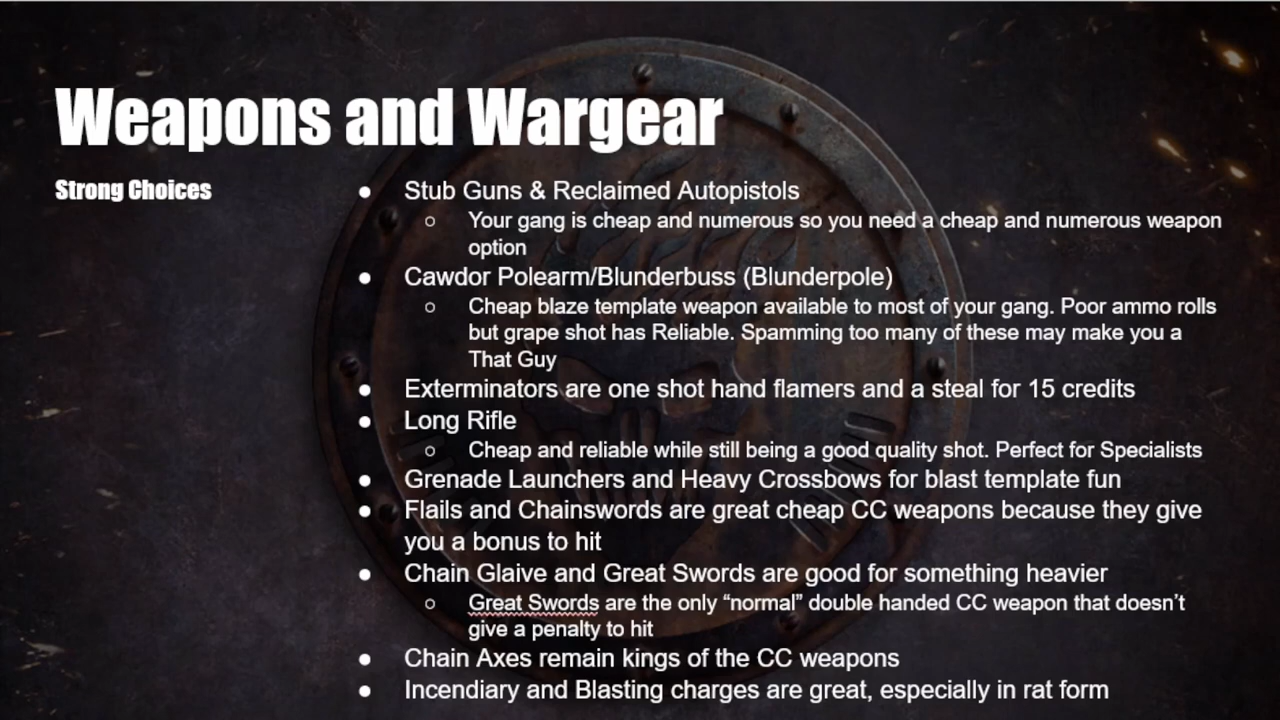 Weapons and Wargear
Strong Choices
● Stub Guns & Reclaimed Autopistols
○ Your gang is cheap and numerous so you need a cheap and numerous weapon
option
● Cawdor Polearm/Blunderbuss (Blunderpole)
○ Cheap blaze template weapon available to most of your gang. Poor ammo rolls
but grape shot has Reliable. Spamming too many of these may make you a
That Guy
● Exterminators are one shot hand flamers and a steal for 15 credits
● Long Rifle
○ Cheap and reliable while still being a good quality shot. Perfect for Specialists
● Grenade Launchers and Heavy Crossbows for blast template fun
● Flails and Chainswords are great cheap CC weapons because they give
you a bonus to hit
● Chain Glaive and Great Swords are good for something heavier
○ Great Swords are the only “normal” double handed CC weapon that doesn’t
give a penalty to hit
● Chain Axes remain kings of the CC weapons
● Incendiary and Blasting charges are great, especially in rat form